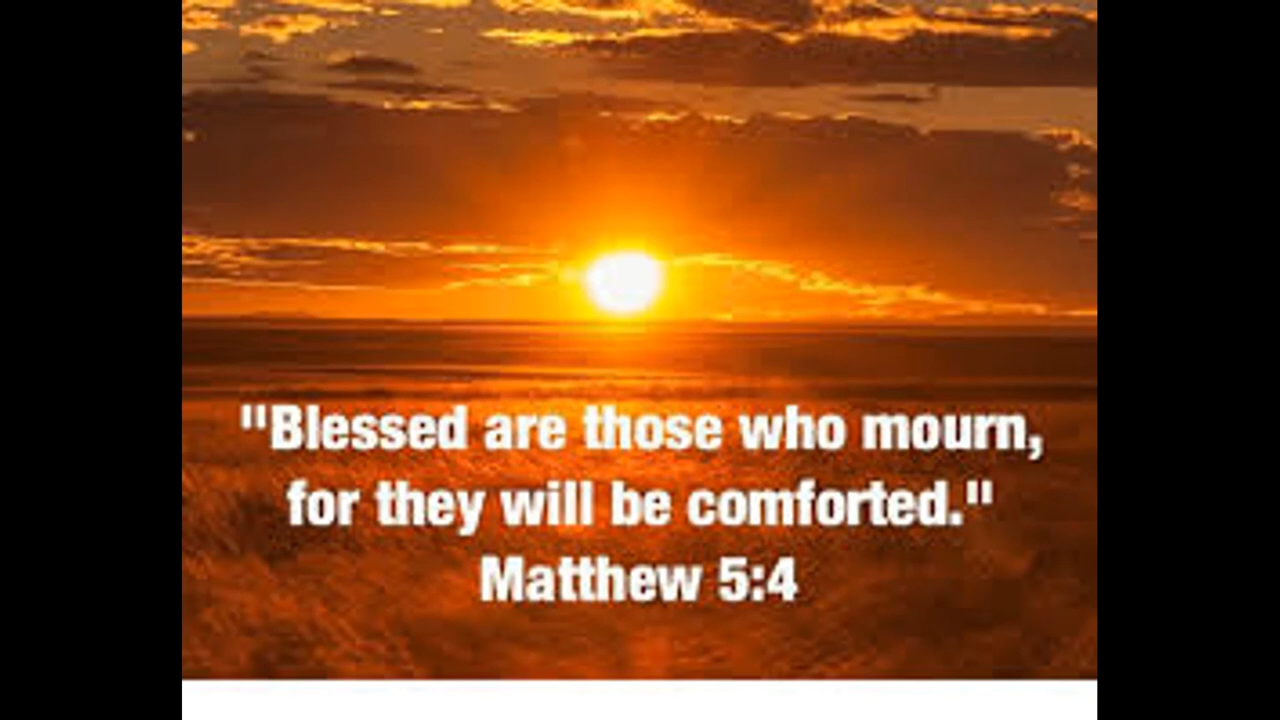 "Blessed are those who mourn,
for they will be comforted."
Matthew 5:4